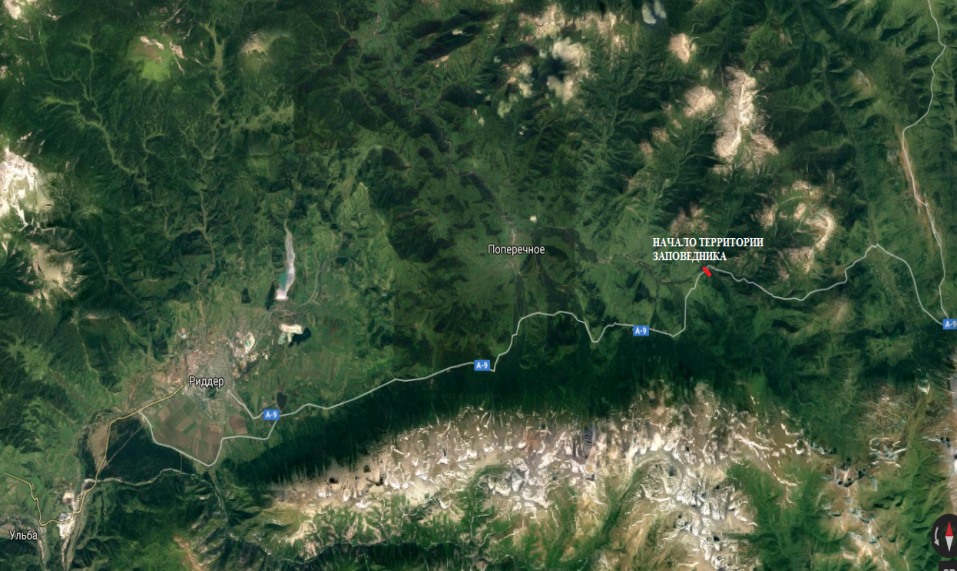 НАЧАЛО ТЕРРИТОРИИ
ЗАПОВЕДНИКА
Поперечное
А-9
А-9
А-9
Риддер
А-9
Ульба